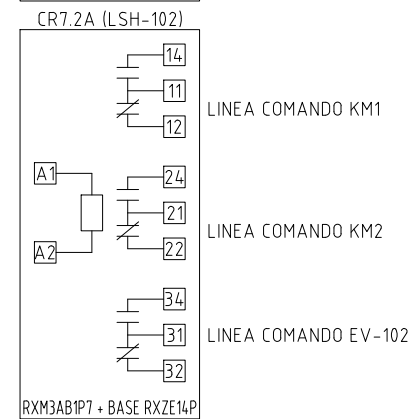 CR7.2A (LSH-102)
14
11
12
LINEA COMANDO KM1
A1
A2
24
21
22
LINEA COMANDO KM2
34
31
32
LINEA COMANDO EV-102
RXM3AB1P7 + BASE RXZE14P